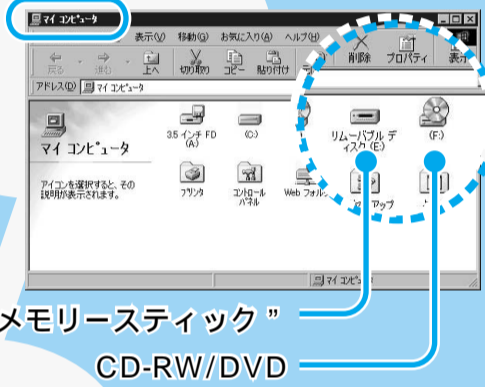 マイ コンピュータ
表示(V) 移動(G) お気に入り(A) ヘルプ(H)
戻る 進む 上へ 切り取り コピー 貼り付け 削除 プロパティ 表示
アドレス(D) マイ コンピュータ
マイ コンピュータ
アイコンを選択すると、その
説明が表示されます。
3.5 インチ FD
(A:)
(C:)
リムーバブル デ
ィスク (E:)
(F:)
プリンタ
コントロール
パネル
Web フォル
マイ コンピュータ
メモリースティック ”
CD-RW/DVD